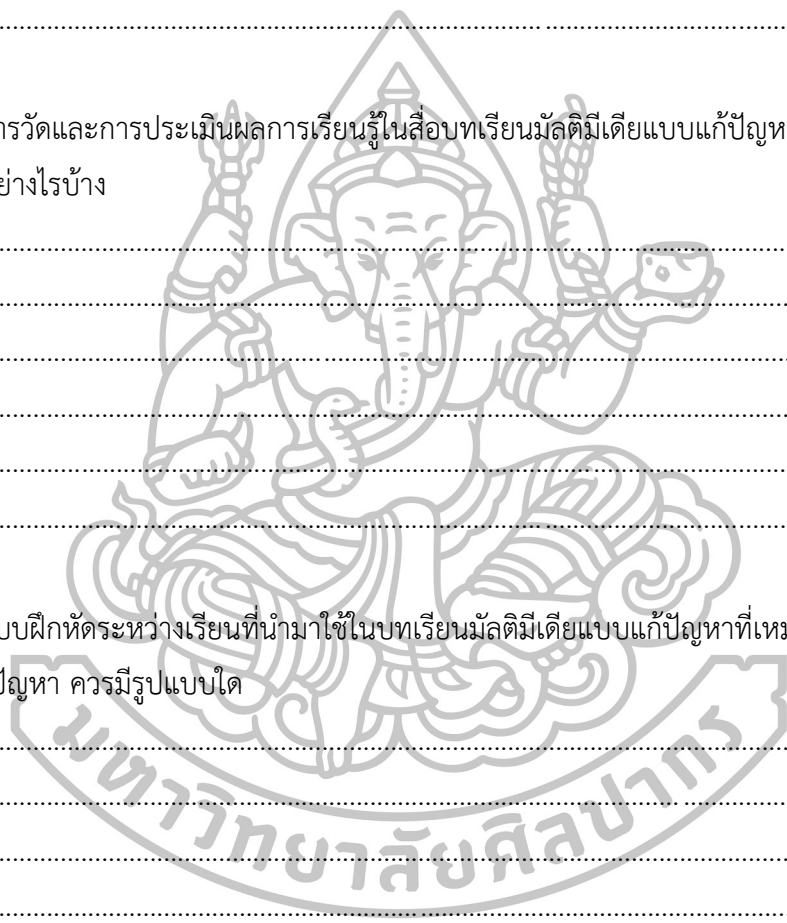 ารวัดและการประเมินผลการเรียนรู้ในสื่อบทเรียนมัลติมีเดียแบบแก้ปัญห
ย่างไรบ้าง
บบฝึกหัดระหว่างเรียนที่นำมาใช้ในบทเรียนมัลติมีเดียแบบแก้ปัญหาที่เหม
ปัญหา ควรมีรูปแบบใด
มหาวิทยาลัยศิลปากร